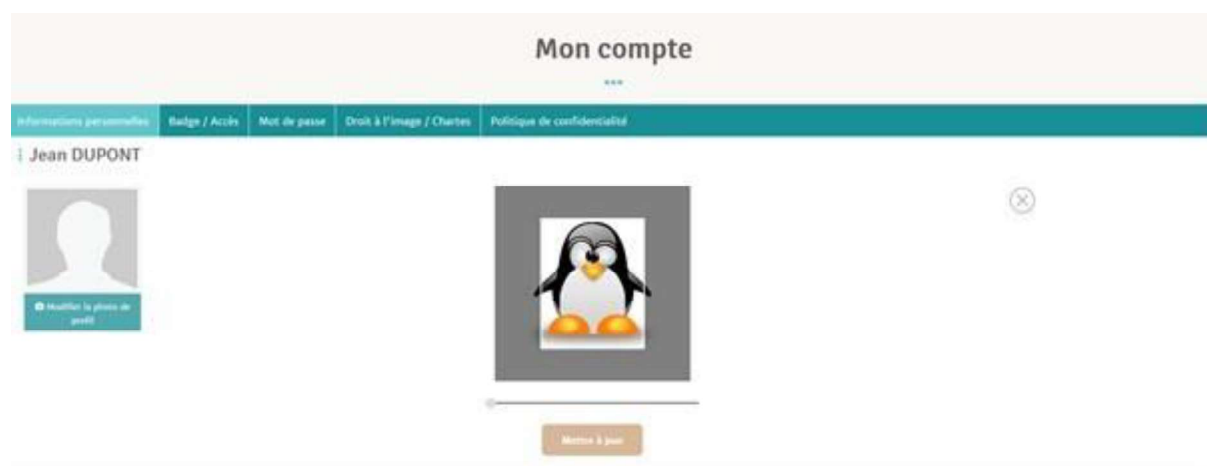 Mon compte
Informations personnelles
Badge / Accès
Mot de passe
Droit à l'image / Chartes
Politique de confidentialité
Jean DUPONT
Modifier la photo de
profil
Mettre à jour